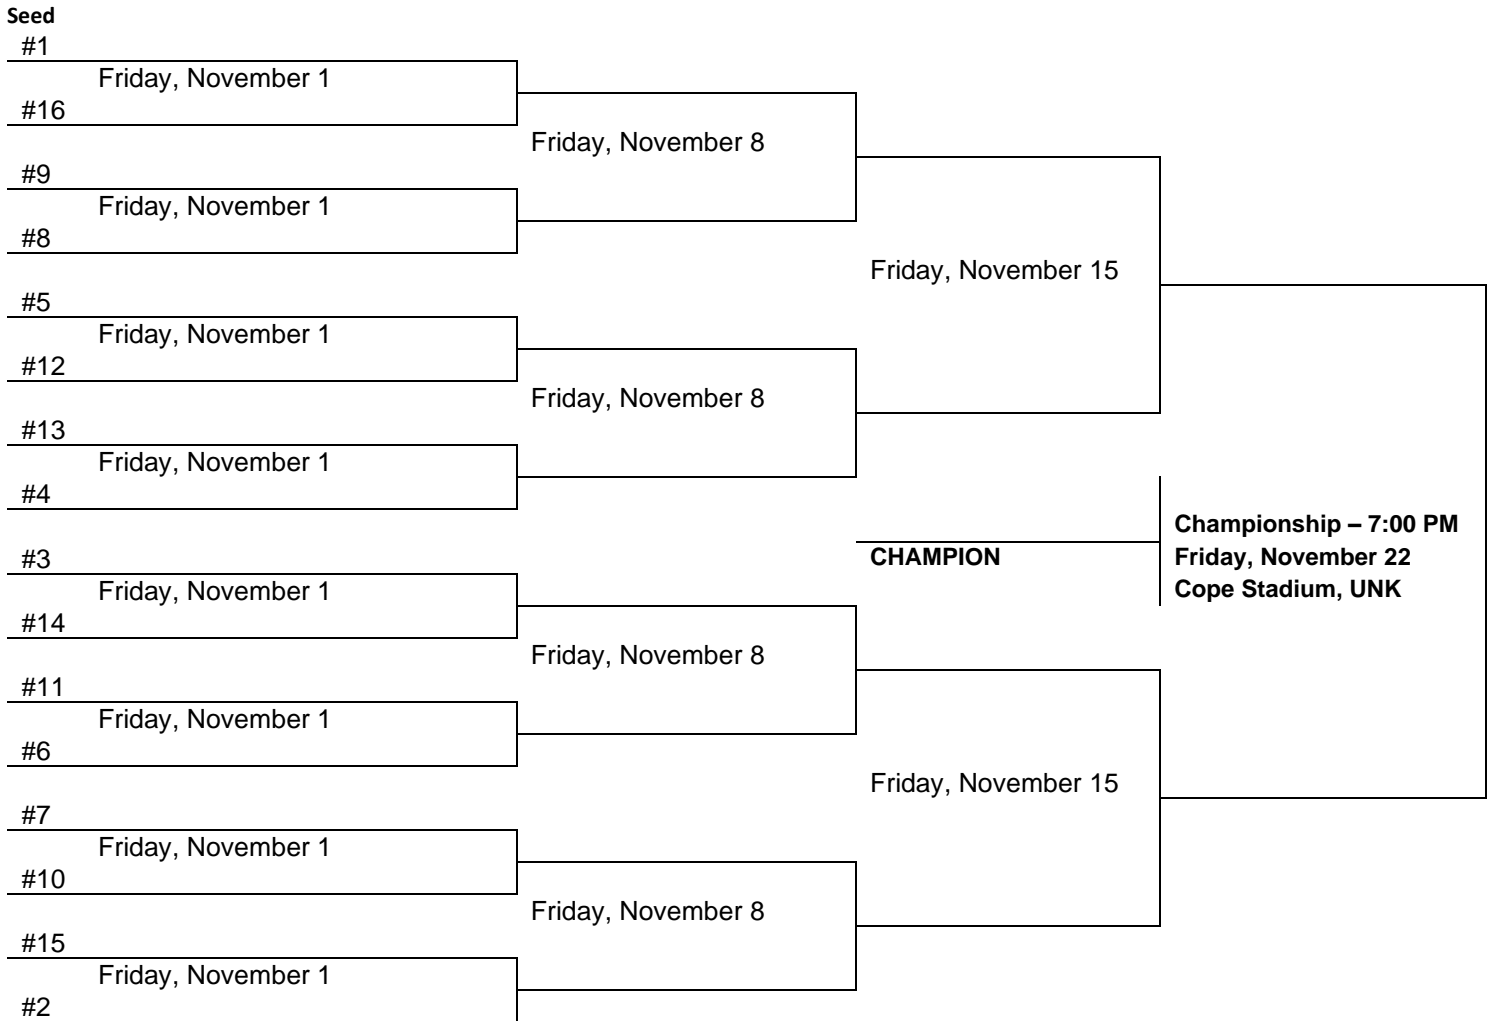 Seed
#1
Friday, November 1
#16
Friday, November 8
#9
Friday, November 1
#8
Friday, November 15
#5
Friday, November 1
#12
Friday, November 8
#13
Friday, November 1
#4
Championship – 7:00 PM
Friday, November 22
Cope Stadium, UNK
CHAMPION
#3
Friday, November 1
#14
Friday, November 8
#11
Friday, November 1
#6
Friday, November 15
#7
Friday, November 1
#10
Friday, November 8
#15
Friday, November 1
#2